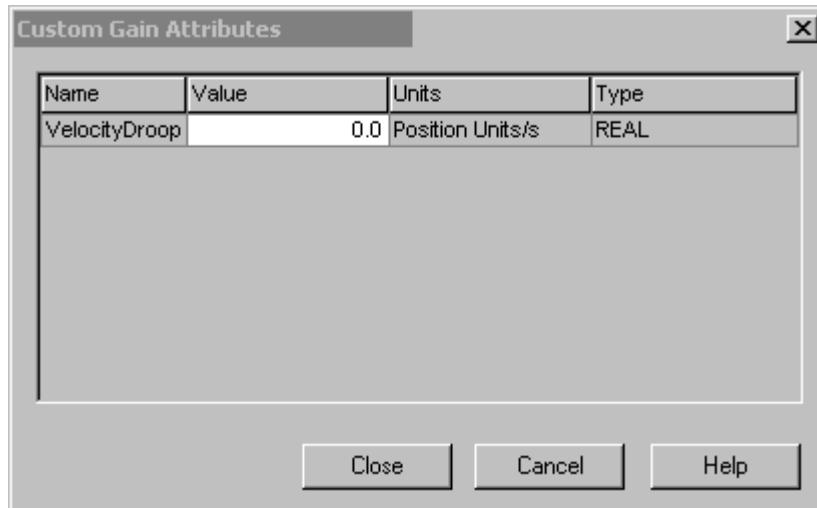 Custom Gain Attributes
Name Value Units Type
VelocityDroop 0.0 Position Units/s REAL
Close Cancel Help